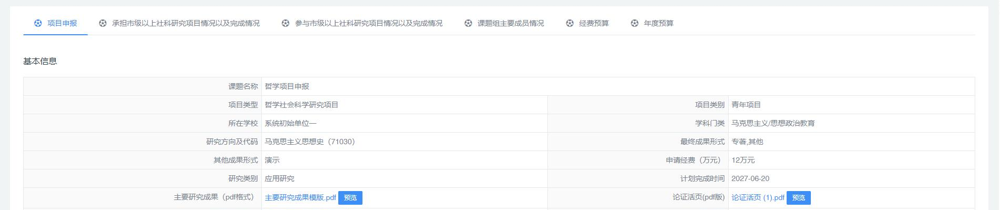 项目申报 承担市级以上社科研究项目情况以及完成情况 参与市级以上社科研究项目情况以及完成情况 课题组主要成员情况 经费预算 年度预算
基本信息
课题名称 哲学项目申报
项目类型 哲学社会科学研究项目 项目类别 青年项目
所在学校 系统初始单位一 学科门类 马克思主义/思想政治教育
研究方向及代码 马克思主义思想史（71030） 最终成果形式 专著,其他
其他成果形式 演示 申请经费（万元） 12万元
研究类别 应用研究 计划完成时间 2027-06-20
主要研究成果（pdf格式） 主要研究成果模版.pdf 预览 论证活页(pdf版) 论证活页 (1).pdf 预览